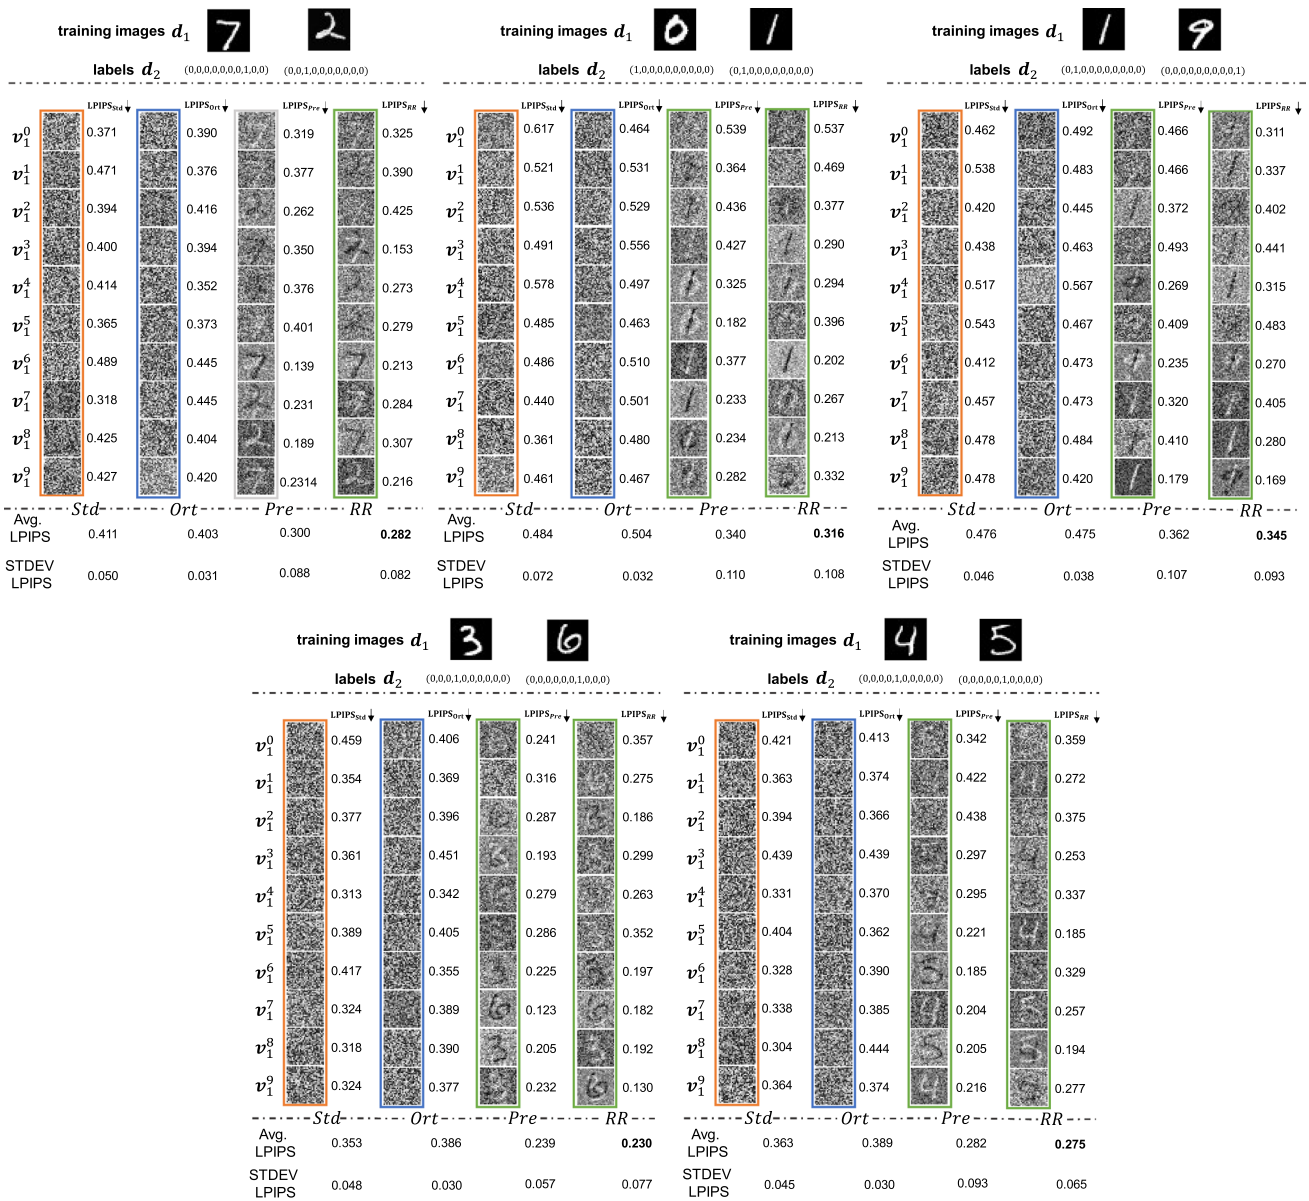 training images d₁ 7 2
labels d₂ (0,0,0,0,0,0,0,1,0,0) (0,0,1,0,0,0,0,0,0,0)
LPIPS_Std ↓ LPIPS_Ort ↓ LPIPS_Pre ↓ LPIPS_RR ↓
v₁⁰ 0.371 0.390 0.319 0.325
v₁¹ 0.471 0.376 0.377 0.390
v₁² 0.394 0.416 0.262 0.425
v₁³ 0.400 0.394 0.350 0.153
v₁⁴ 0.414 0.352 0.376 0.273
v₁⁵ 0.365 0.373 0.401 0.279
v₁⁶ 0.489 0.445 0.139 0.213
v₁⁷ 0.318 0.445 0.231 0.284
v₁⁸ 0.425 0.404 0.189 0.307
v₁⁹ 0.427 0.420 0.2314 0.216
Std Ort Pre RR
Avg. LPIPS 0.411 0.403 0.300 0.282
STDEV LPIPS 0.050 0.031 0.088 0.082
training images d₁ 0 1
labels d₂ (1,0,0,0,0,0,0,0,0,0) (0,1,0,0,0,0,0,0,0,0)
LPIPS_Std ↓ LPIPS_Ort ↓ LPIPS_Pre ↓ LPIPS_RR ↓
v₁⁰ 0.617 0.464 0.539 0.537
v₁¹ 0.521 0.531 0.364 0.469
v₁² 0.536 0.529 0.436 0.377
v₁³ 0.491 0.556 0.427 0.290
v₁⁴ 0.578 0.497 0.325 0.294
v₁⁵ 0.485 0.463 0.182 0.396
v₁⁶ 0.486 0.510 0.377 0.202
v₁⁷ 0.440 0.501 0.233 0.267
v₁⁸ 0.361 0.480 0.234 0.213
v₁⁹ 0.461 0.467 0.282 0.332
Std Ort Pre RR
Avg. LPIPS 0.484 0.504 0.340 0.316
STDEV LPIPS 0.072 0.032 0.110 0.108
training images d₁ 1 9
labels d₂ (0,1,0,0,0,0,0,0,0,0) (0,0,0,0,0,0,0,0,0,1)
LPIPS_Std ↓ LPIPS_Ort ↓ LPIPS_Pre ↓ LPIPS_RR ↓
v₁⁰ 0.462 0.492 0.466 0.311
v₁¹ 0.538 0.483 0.466 0.337
v₁² 0.420 0.445 0.372 0.402
v₁³ 0.438 0.463 0.493 0.441
v₁⁴ 0.517 0.567 0.269 0.315
v₁⁵ 0.543 0.467 0.409 0.483
v₁⁶ 0.412 0.473 0.235 0.270
v₁⁷ 0.457 0.473 0.320 0.405
v₁⁸ 0.478 0.484 0.410 0.280
v₁⁹ 0.478 0.420 0.179 0.169
Std Ort Pre RR
Avg. LPIPS 0.476 0.475 0.362 0.345
STDEV LPIPS 0.046 0.038 0.107 0.093
training images d₁ 3 6
labels d₂ (0,0,0,1,0,0,0,0,0,0) (0,0,0,0,0,0,1,0,0,0)
LPIPS_Std ↓ LPIPS_Ort ↓ LPIPS_Pre ↓ LPIPS_RR ↓
v₁⁰ 0.459 0.406 0.241 0.357
v₁¹ 0.354 0.369 0.316 0.275
v₁² 0.377 0.396 0.287 0.186
v₁³ 0.361 0.451 0.193 0.299
v₁⁴ 0.313 0.342 0.279 0.263
v₁⁵ 0.389 0.405 0.286 0.352
v₁⁶ 0.417 0.355 0.225 0.197
v₁⁷ 0.324 0.389 0.123 0.182
v₁⁸ 0.318 0.390 0.205 0.192
v₁⁹ 0.324 0.377 0.232 0.130
Std Ort Pre RR
Avg. LPIPS 0.353 0.386 0.239 0.230
STDEV LPIPS 0.048 0.030 0.057 0.077
training images d₁ 4 5
labels d₂ (0,0,0,0,1,0,0,0,0,0) (0,0,0,0,0,1,0,0,0,0)
LPIPS_Std ↓ LPIPS_Ort ↓ LPIPS_Pre ↓ LPIPS_RR ↓
v₁⁰ 0.421 0.413 0.342 0.359
v₁¹ 0.363 0.374 0.422 0.272
v₁² 0.394 0.366 0.438 0.375
v₁³ 0.439 0.439 0.297 0.253
v₁⁴ 0.331 0.370 0.295 0.337
v₁⁵ 0.404 0.362 0.221 0.185
v₁⁶ 0.328 0.390 0.185 0.329
v₁⁷ 0.338 0.385 0.204 0.257
v₁⁸ 0.304 0.444 0.205 0.194
v₁⁹ 0.364 0.374 0.216 0.277
Std Ort Pre RR
Avg. LPIPS 0.363 0.389 0.282 0.275
STDEV LPIPS 0.045 0.030 0.093 0.065